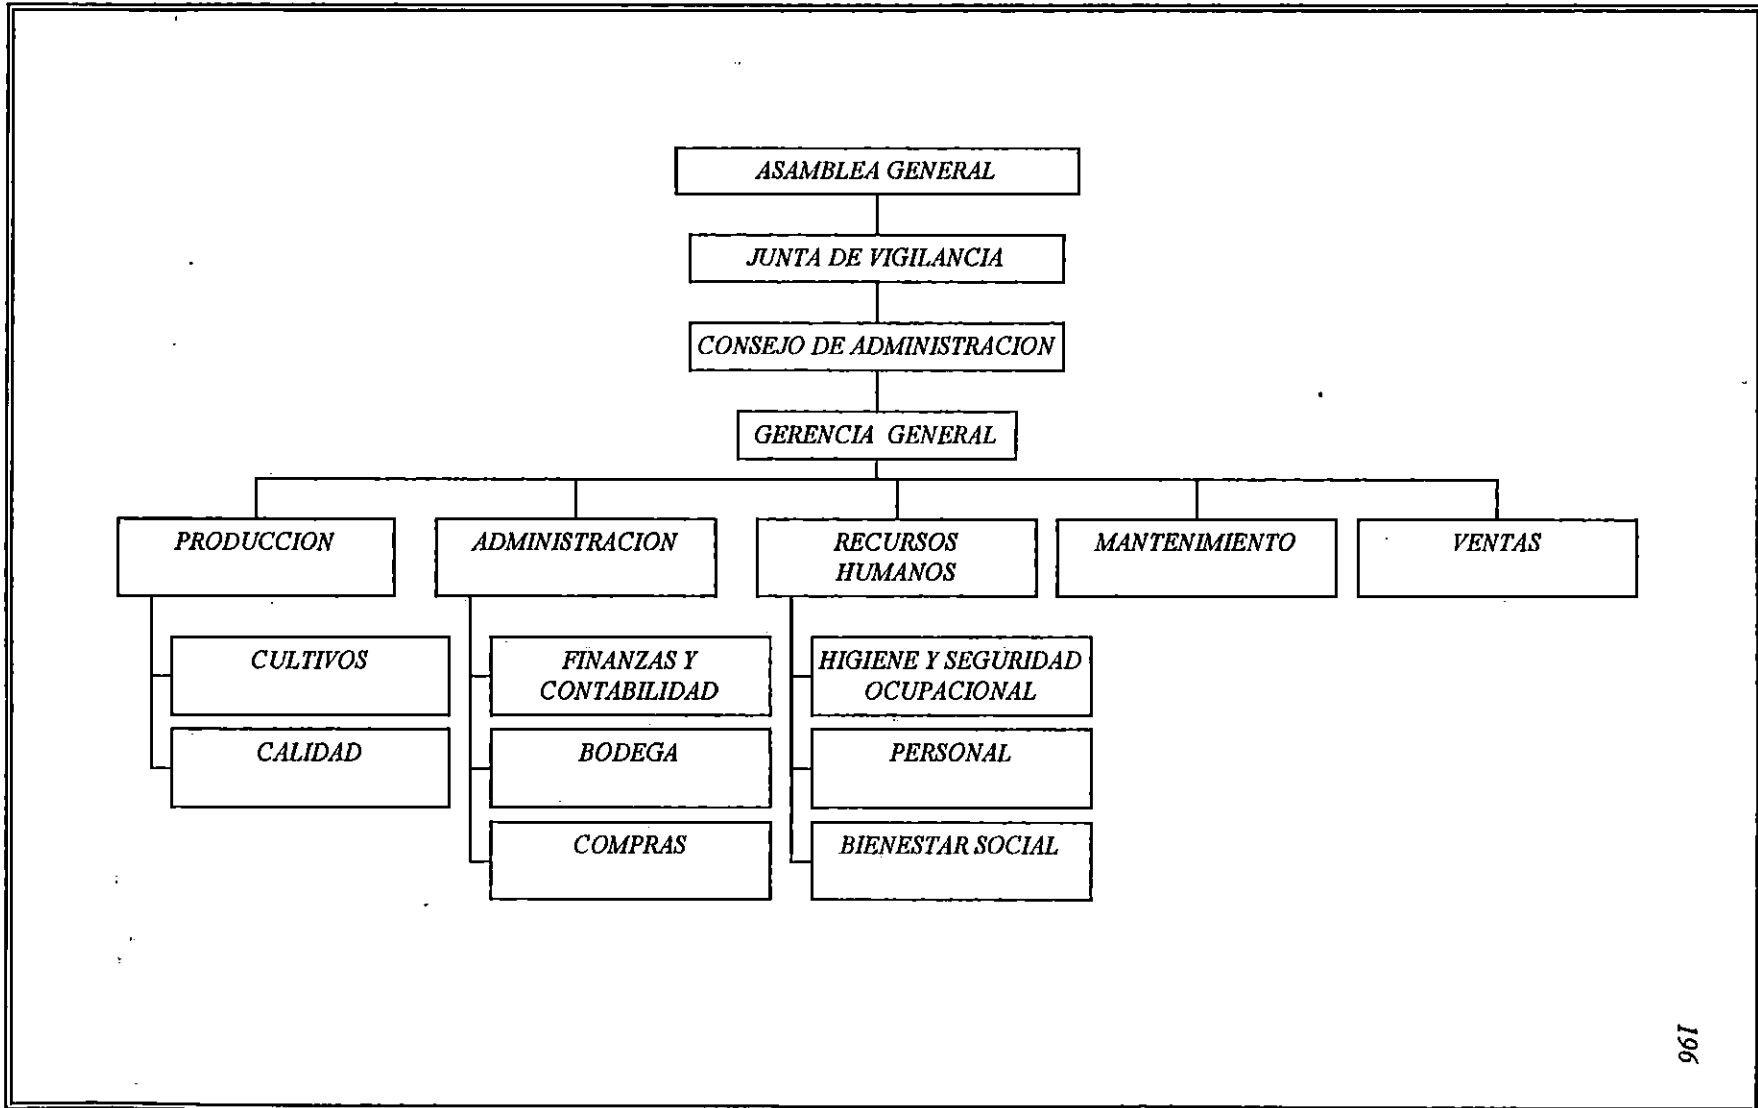 ASAMBLEA GENERAL
JUNTA DE VIGILANCIA
CONSEJO DE ADMINISTRACION
GERENCIA GENERAL
PRODUCCION
ADMINISTRACION
RECURSOS
HUMANOS
MANTENIMIENTO
VENTAS
CULTIVOS
CALIDAD
FINANZAS Y
CONTABILIDAD
BODEGA
COMPRAS
HIGIENE Y SEGURIDAD
OCUPACIONAL
PERSONAL
BIENESTAR SOCIAL
196